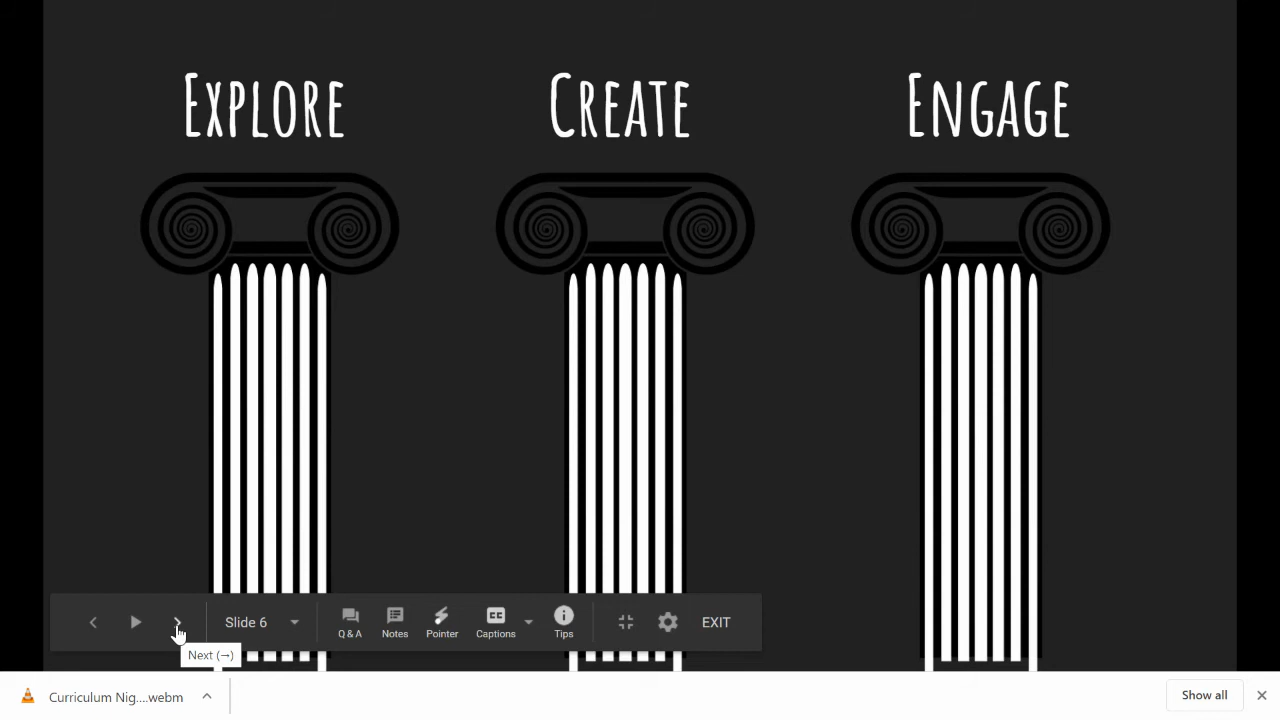 Explore Create Engage
Slide 6 Q & A Notes Pointer Captions Tips EXIT
Next (→)
Curriculum Nig....webm Show all